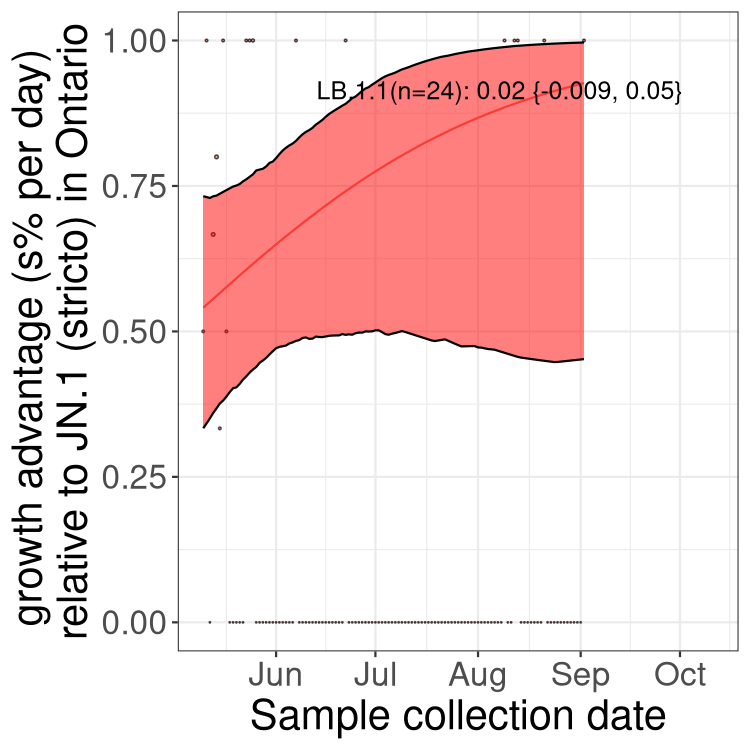 growth advantage (s% per day)
relative to JN.1 (stricto) in Ontario
1.00
0.75
0.50
0.25
0.00
LB.1.1(n=24): 0.02 {-0.009, 0.05}
Jun Jul Aug Sep Oct
Sample collection date